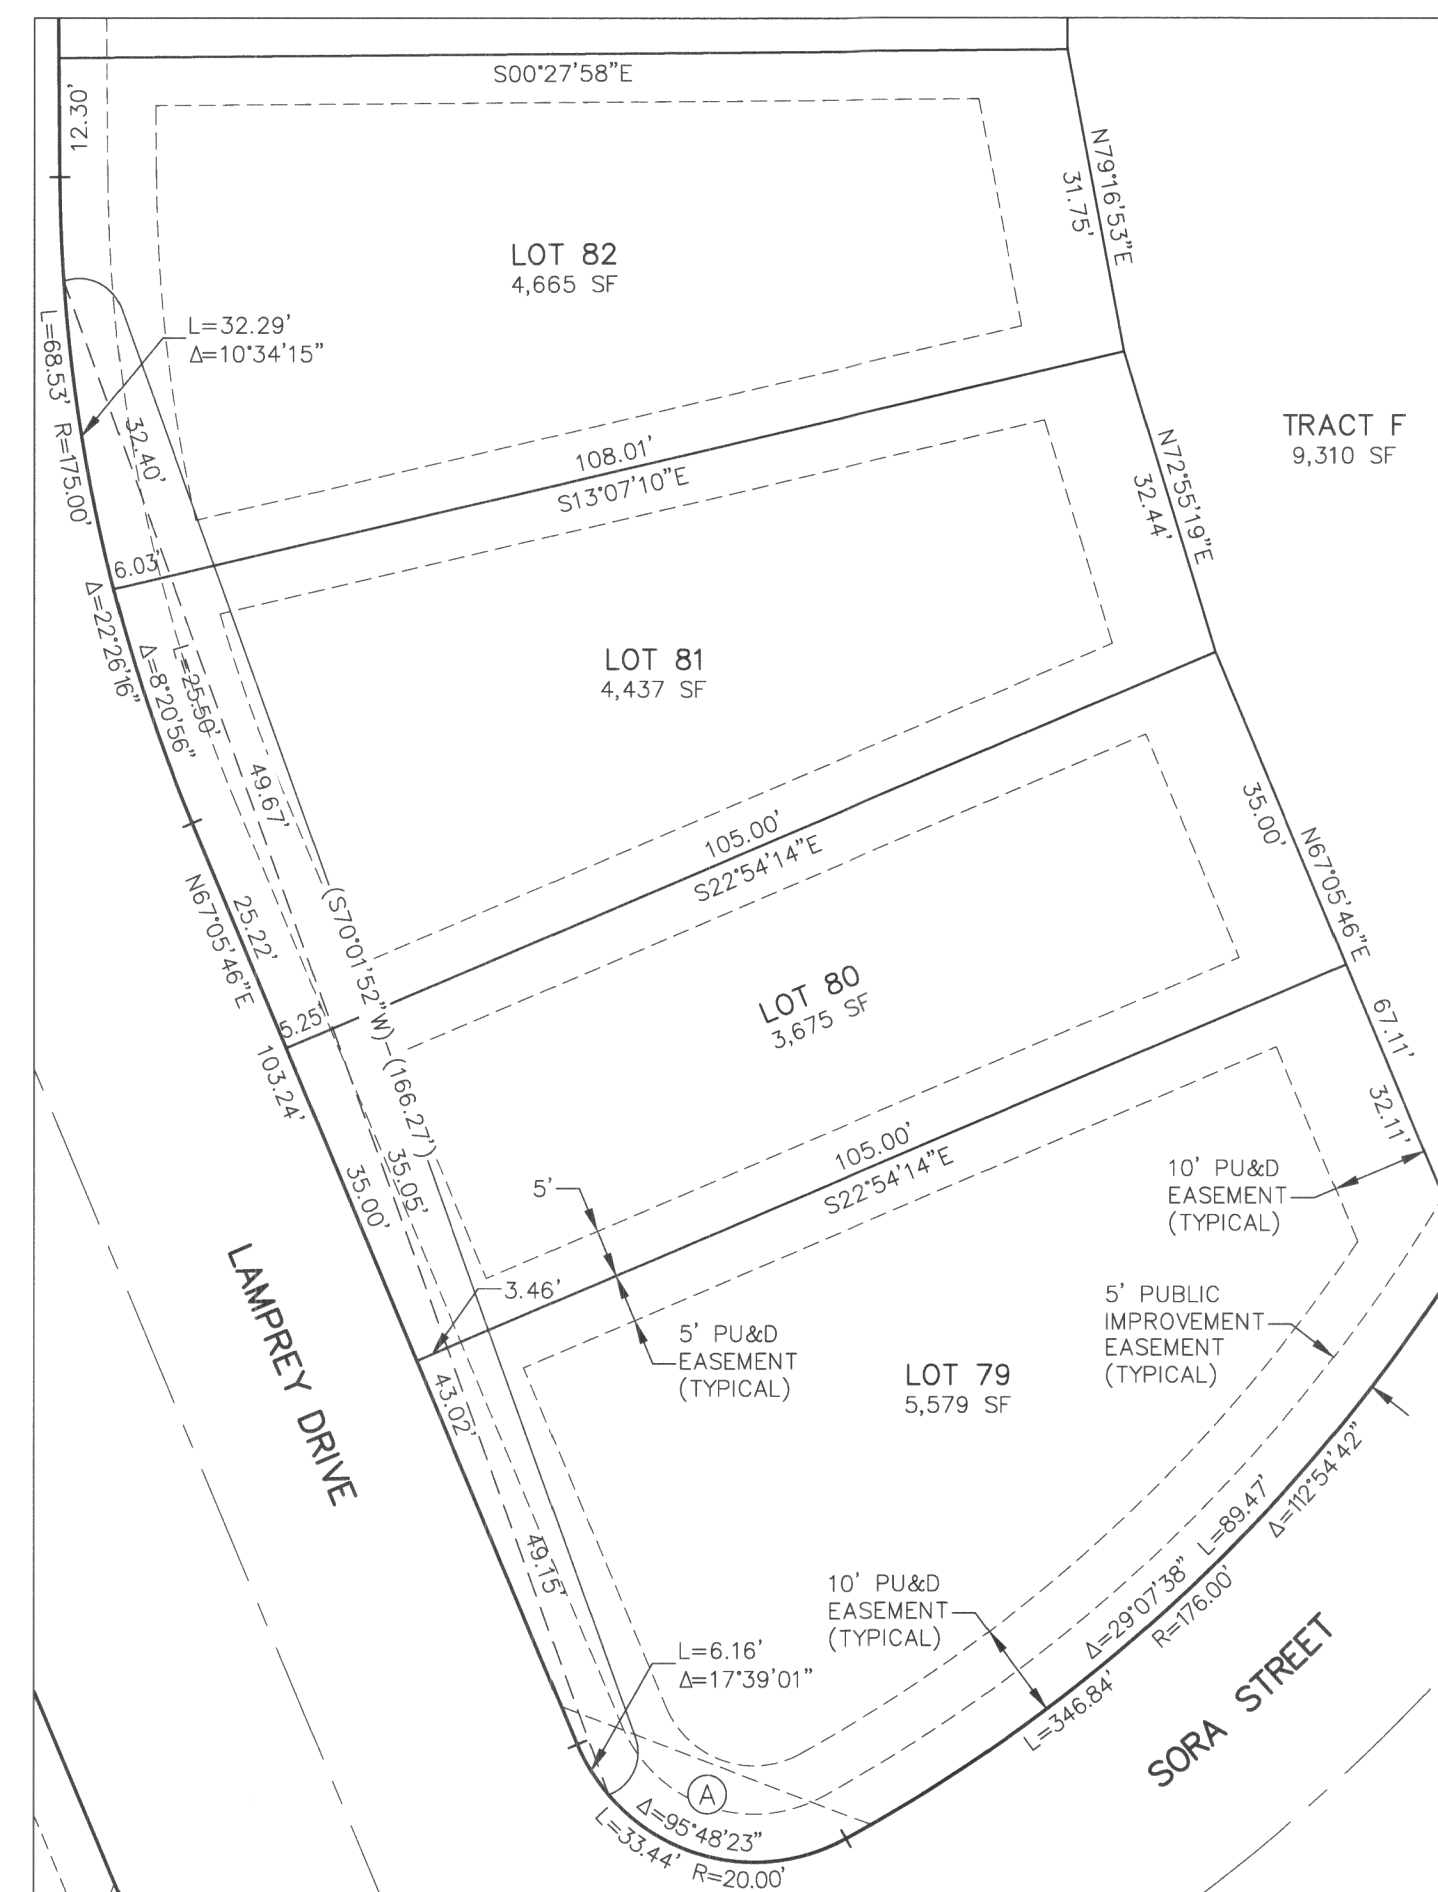 S00°27'58"E
12.30'
N79°16'53"E
31.75'
LOT 82
4,665 SF
L=32.29'
Δ=10°34'15"
L=68.53' R=175.00'
Δ=22°26'16"
32.40'
108.01'
S13°07'10"E
6.03'
TRACT F
9,310 SF
N72°55'19"E
32.44'
Δ=8°20'56"
L=25.50'
LOT 81
4,437 SF
49.67'
105.00'
S22°54'14"E
35.00'
N67°05'46"E
67.11'
N67°05'46"E
103.24'
25.22'
5.25'
(S70°01'52"W)-(166.27')
LOT 80
3,675 SF
35.00'
35.05'
105.00'
S22°54'14"E
32.11'
5'
3.46'
10' PU&D
EASEMENT
(TYPICAL)
5' PU&D
EASEMENT
(TYPICAL)
5' PUBLIC
IMPROVEMENT
EASEMENT
(TYPICAL)
LOT 79
5,579 SF
LAMPREY DRIVE
43.02'
49.15'
10' PU&D
EASEMENT
(TYPICAL)
L=6.16'
Δ=17°39'01"
Δ=29°07'38" L=89.47'
R=176.00'
L=346.84'
Δ=112°54'42"
SORA STREET
A
Δ=95°48'23"
L=33.44' R=20.00'